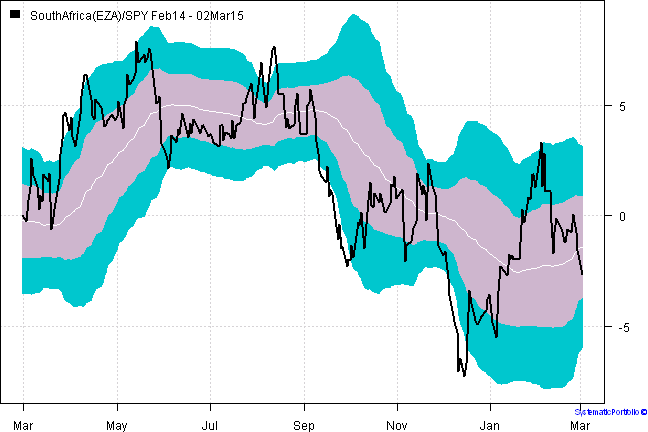 SouthAfrica(EZA)/SPY Feb14 - 02Mar15
5
0
-5
Mar May Jul Sep Nov Jan Mar
SystematicPortfolio ©